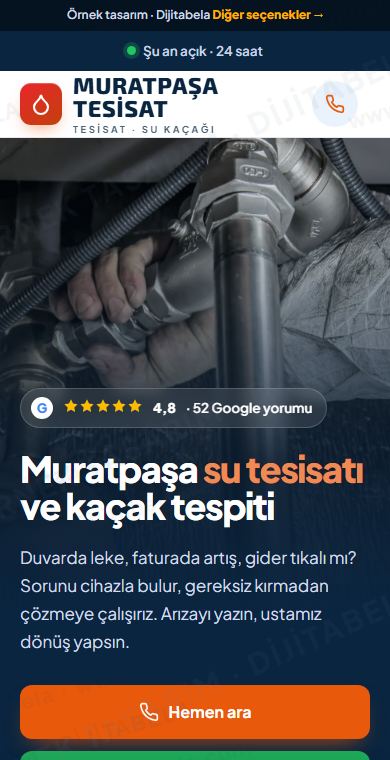 Örnek tasarım · Dijitabela Diğer seçenekler →
Şu an açık · 24 saat
MURATPAŞA
TESİSAT
TESİSAT · SU KAÇAĞI
G 4,8 · 52 Google yorumu
Muratpaşa su tesisatı
ve kaçak tespiti
Duvarda leke, faturada artış, gider tıkalı mı?
Sorunu cihazla bulur, gereksiz kırmadan
çözmeye çalışırız. Arızayı yazın, ustamız
dönüş yapsın.
Hemen ara